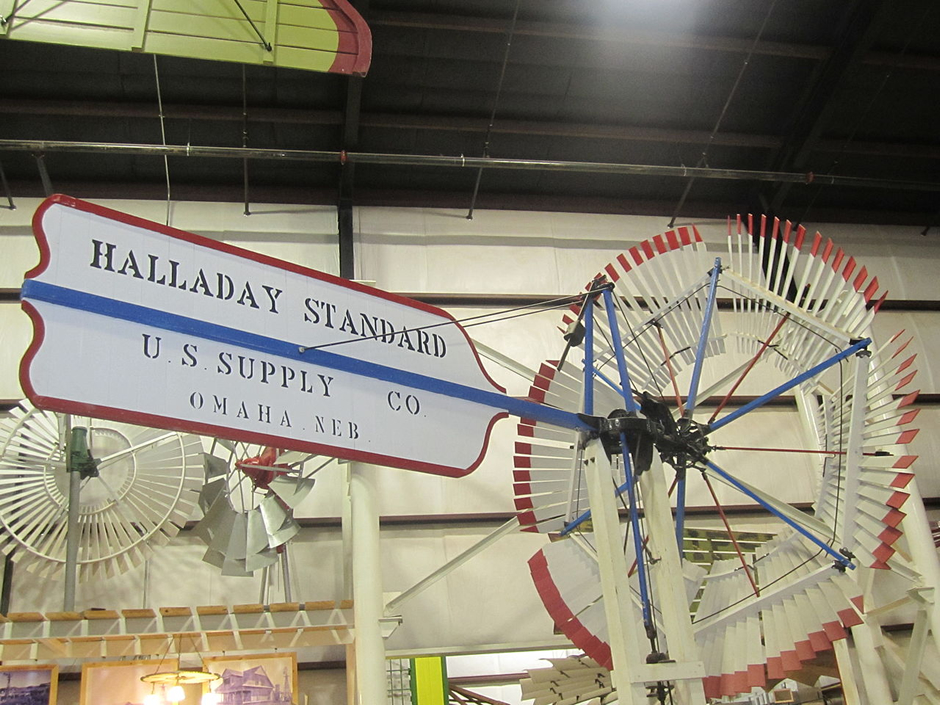 HALLADAY STANDARD
U.S. SUPPLY CO.
OMAHA. NEB.